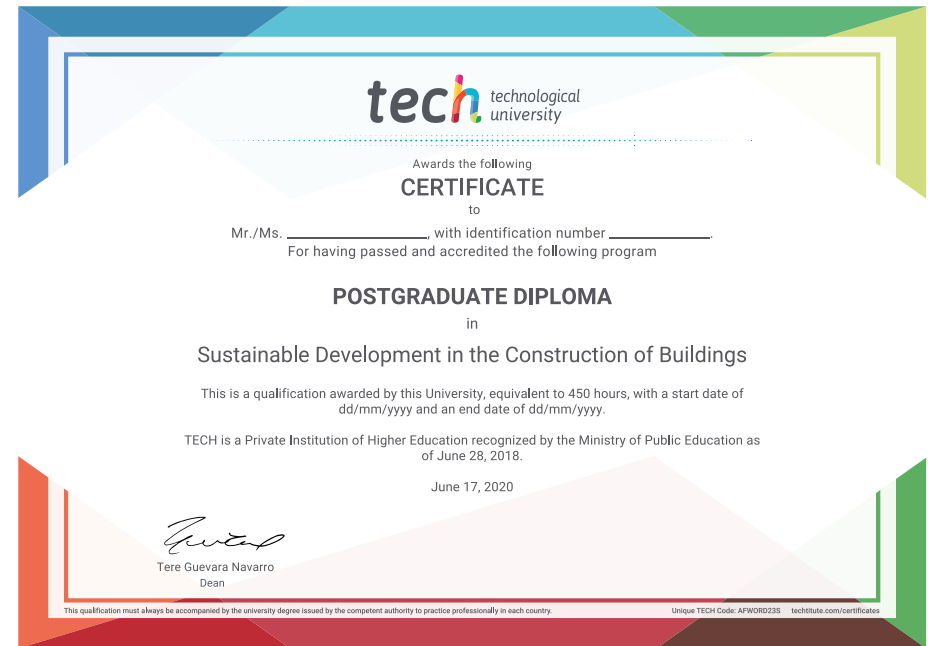 tech technological
university
Awards the following
CERTIFICATE
to
Mr./Ms. ____________________, with identification number ______________.
For having passed and accredited the following program
POSTGRADUATE DIPLOMA
in
Sustainable Development in the Construction of Buildings
This is a qualification awarded by this University, equivalent to 450 hours, with a start date of
dd/mm/yyyy and an end date of dd/mm/yyyy.
TECH is a Private Institution of Higher Education recognized by the Ministry of Public Education as
of June 28, 2018.
June 17, 2020
Tere Guevara Navarro
Dean
This qualification must always be accompanied by the university degree issued by the competent authority to practice professionally in each country.
Unique TECH Code: AFWORD23S techtitute.com/certificates